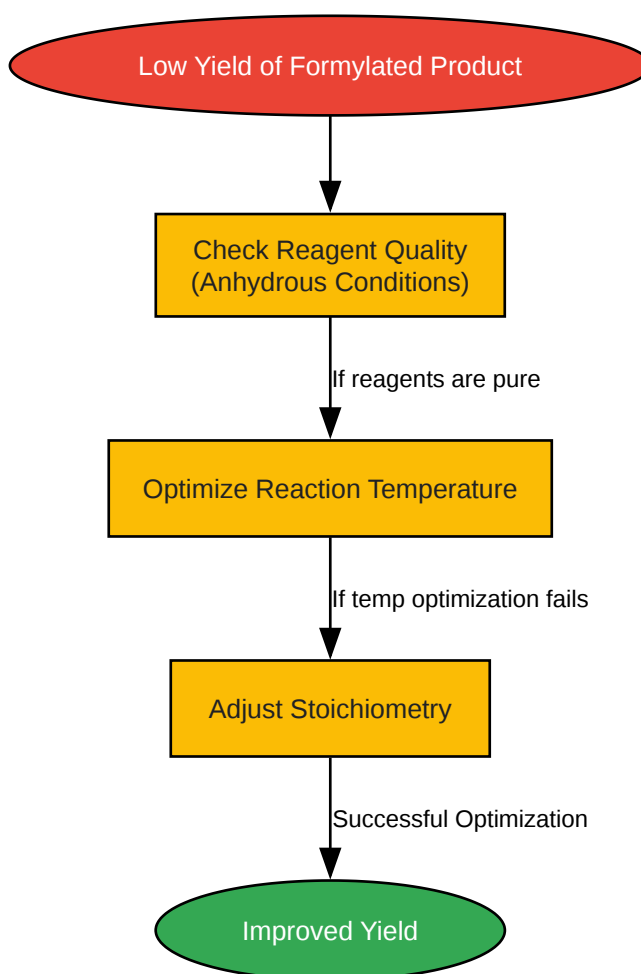 Low Yield of Formylated Product
Check Reagent Quality
(Anhydrous Conditions)
If reagents are pure
Optimize Reaction Temperature
If temp optimization fails
Adjust Stoichiometry
Successful Optimization
Improved Yield